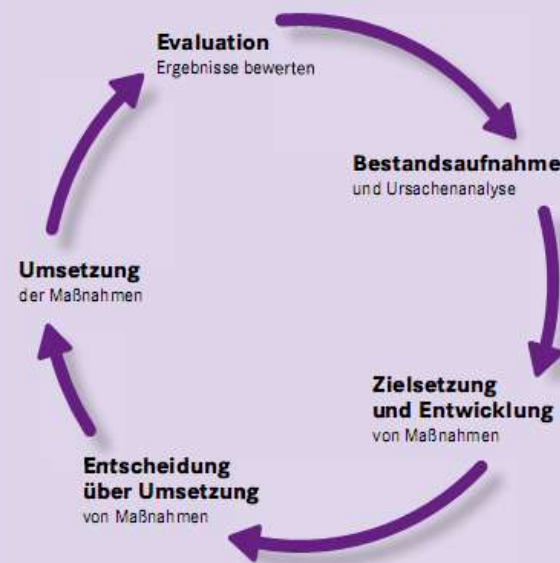 Evaluation
Ergebnisse bewerten
Bestandsaufnahme
und Ursachenanalyse
Zielsetzung
und Entwicklung
von Maßnahmen
Entscheidung
über Umsetzung
von Maßnahmen
Umsetzung
der Maßnahmen